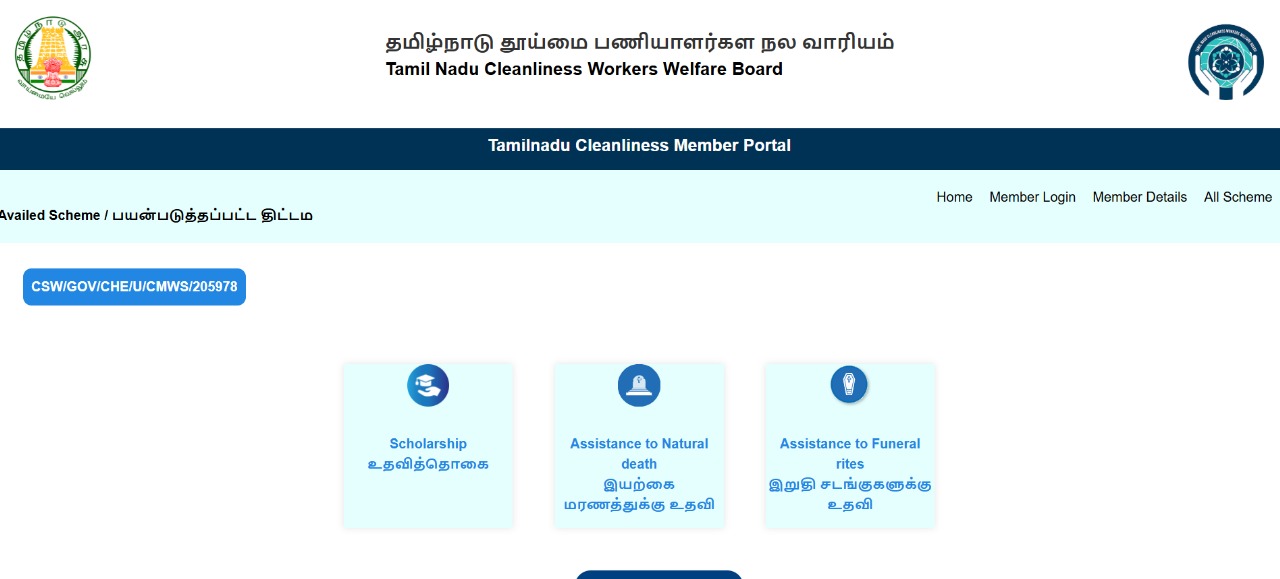 தமிழ்நாடு தூய்மை பணியாளர்கள நல வாரியம்
Tamil Nadu Cleanliness Workers Welfare Board
Tamilnadu Cleanliness Member Portal
Home Member Login Member Details All Scheme
Availed Scheme / பயன்படுத்தப்பட்ட திட்டம
CSW/GOV/CHE/U/CMWS/205978
Scholarship
உதவித்தொகை
Assistance to Natural
death
இயற்கை
மரணத்துக்கு உதவி
Assistance to Funeral
rites
இறுதி சடங்குகளுக்கு
உதவி